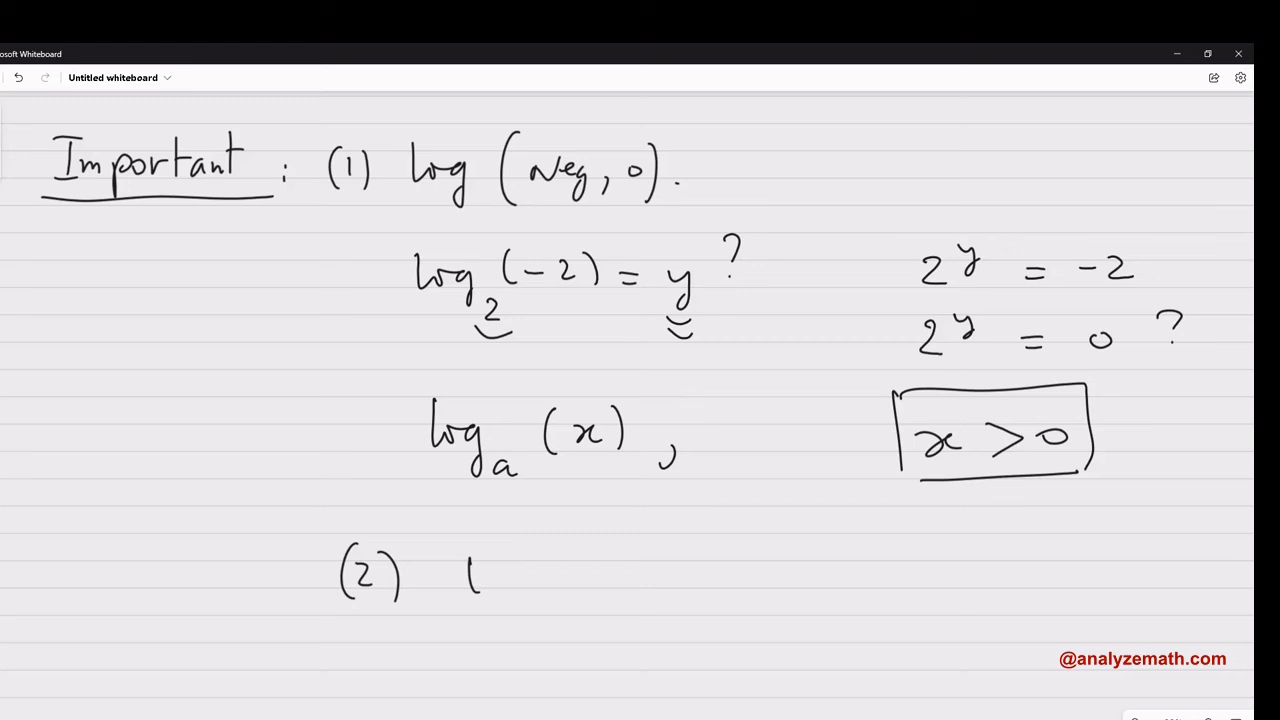 osoft Whiteboard
Untitled whiteboard
Important : (1) log (Neg, 0).
log₂ (-2) = y ? 2^y = -2
2^y = 0 ?
logₐ (x) , x > 0
(2) l
@analyzemath.com